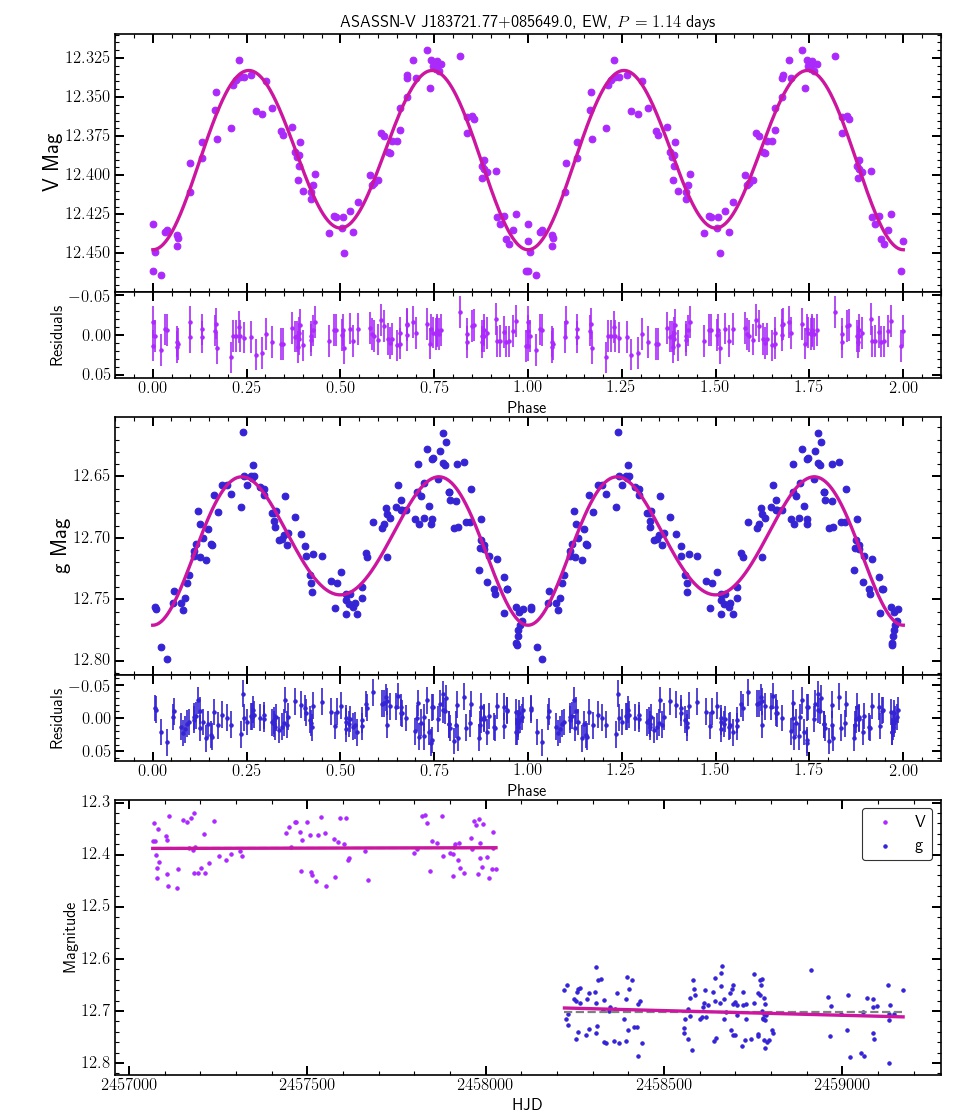 ASASSN-V J183721.77+085649.0, EW, P = 1.14 days
12.325
12.350
12.375
12.400
12.425
12.450
V Mag
−0.05
0.00
0.05
Residuals
0.00 0.25 0.50 0.75 1.00 1.25 1.50 1.75 2.00
Phase
12.65
12.70
12.75
12.80
g Mag
−0.05
0.00
0.05
Residuals
0.00 0.25 0.50 0.75 1.00 1.25 1.50 1.75 2.00
Phase
12.3
12.4
12.5
12.6
12.7
12.8
Magnitude
V
g
2457000 2457500 2458000 2458500 2459000
HJD